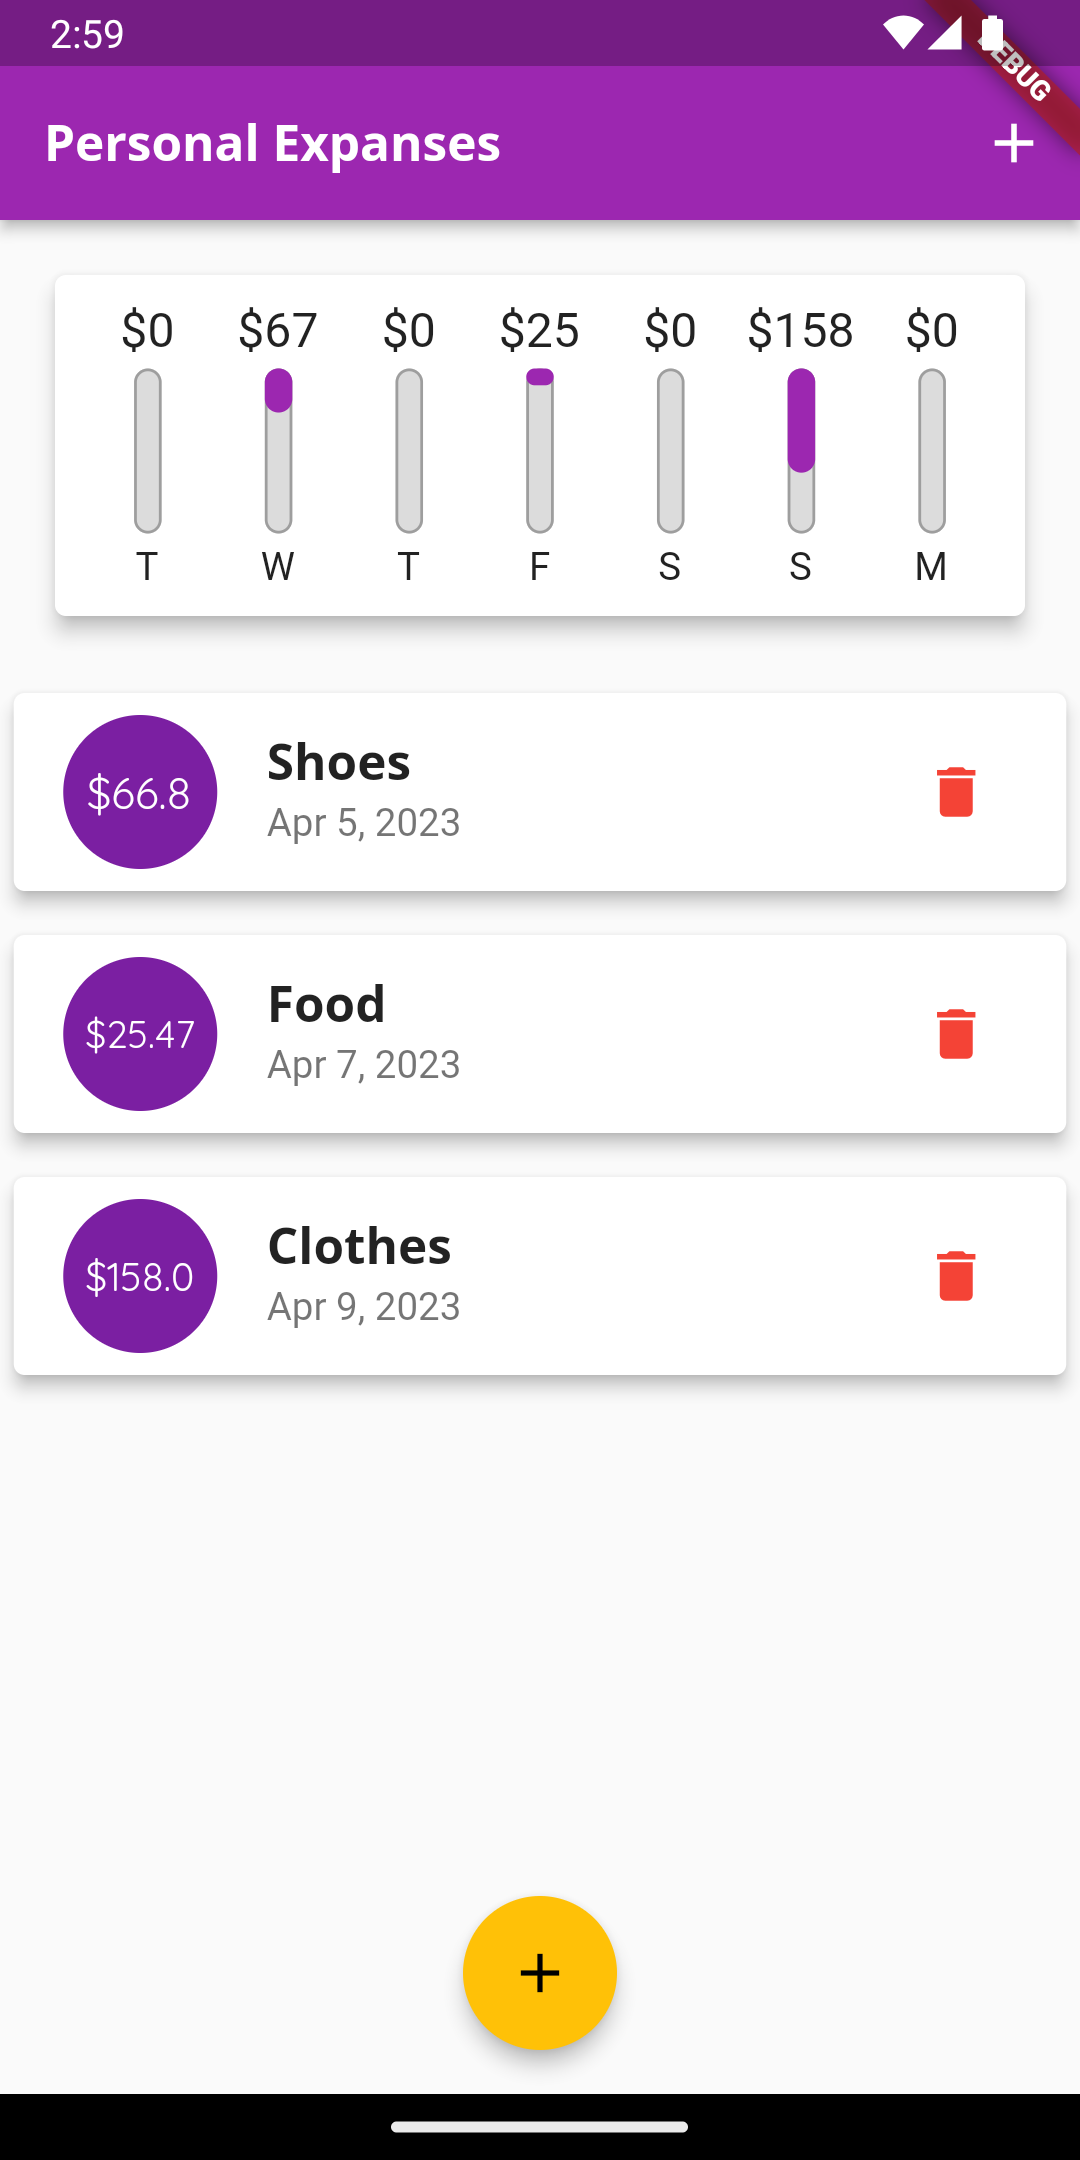 2:59
DEBUG
Personal Expanses
$0 $67 $0 $25 $0 $158 $0
T W T F S S M
$66.8
Shoes
Apr 5, 2023
$25.47
Food
Apr 7, 2023
$158.0
Clothes
Apr 9, 2023